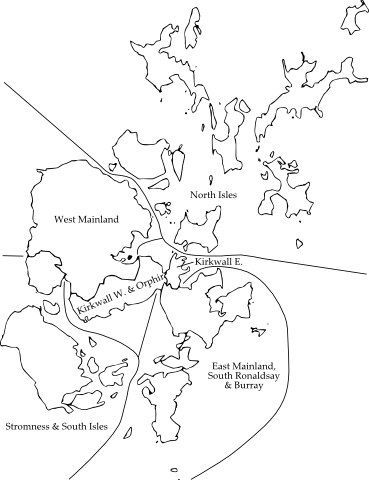 North Isles
West Mainland
Kirkwall E.
Kirkwall W. & Orphir
East Mainland,
South Ronaldsay
& Burray
Stromness & South Isles